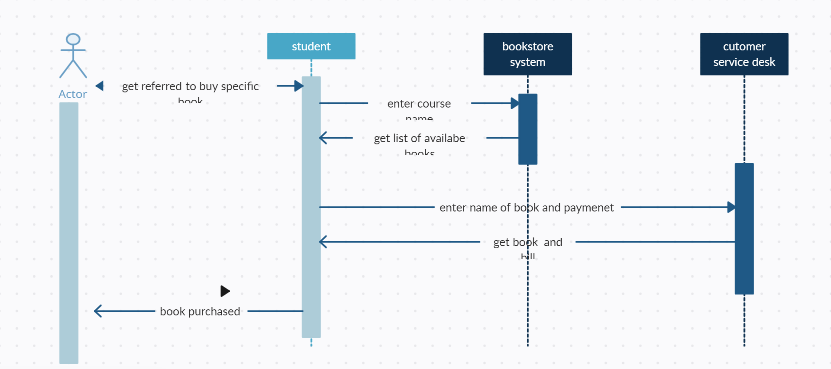 student
bookstore
system
cutomer
service desk
Actor
get referred to buy specific
book
enter course
name
get list of availabe
books
enter name of book and paymenet
get book and
bill
book purchased